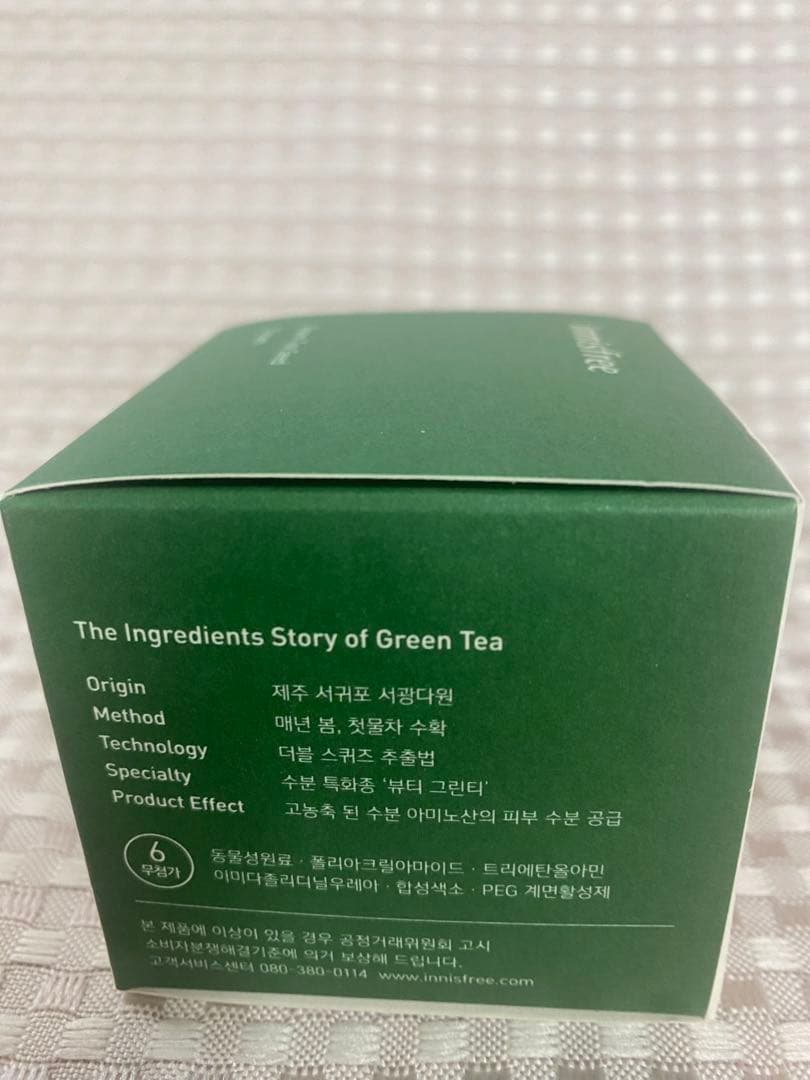 innisfree
The Ingredients Story of Green Tea
Origin 제주 서귀포 서광다원
Method 매년 봄, 첫물차 수확
Technology 더블 스퀴즈 추출법
Specialty 수분 특화종 ‘뷰티 그린티’
Product Effect 고농축 된 수분 아미노산의 피부 수분 공급
6
무첨가
동물성원료 · 폴리아크릴아마이드 · 트리에탄올아민
이미다졸리디닐우레아 · 합성색소 · PEG 계면활성제
본 제품에 이상이 있을 경우 공정거래위원회 고시
소비자분쟁해결기준에 의거 보상해 드립니다.
고객서비스센터 080-380-0114 www.innisfree.com